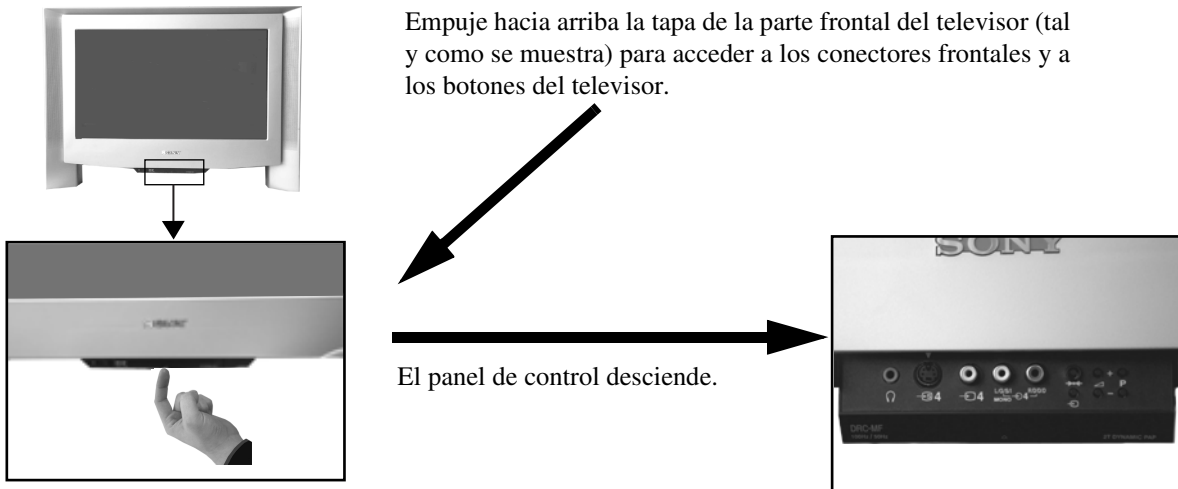 Empuje hacia arriba la tapa de la parte frontal del televisor (tal
y como se muestra) para acceder a los conectores frontales y a
los botones del televisor.
El panel de control desciende.
SONY
4
4
L/G/S/I
MONO
4
R/D/D/D
P
+
-
DRC-MF